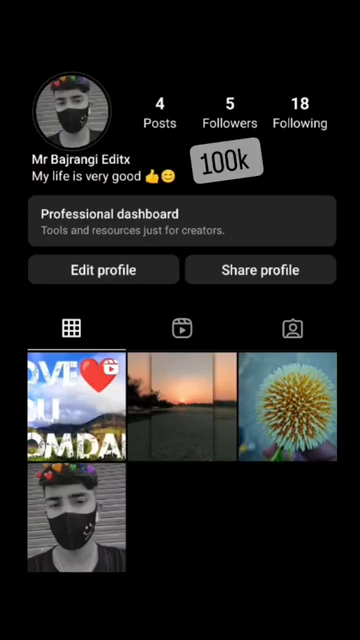 4 5 18
Posts Followers Following
Mr Bajrangi Editx
My life is very good 👍😊
100k
Professional dashboard
Tools and resources just for creators.
Edit profile Share profile
OVE❤
OU
OMDA